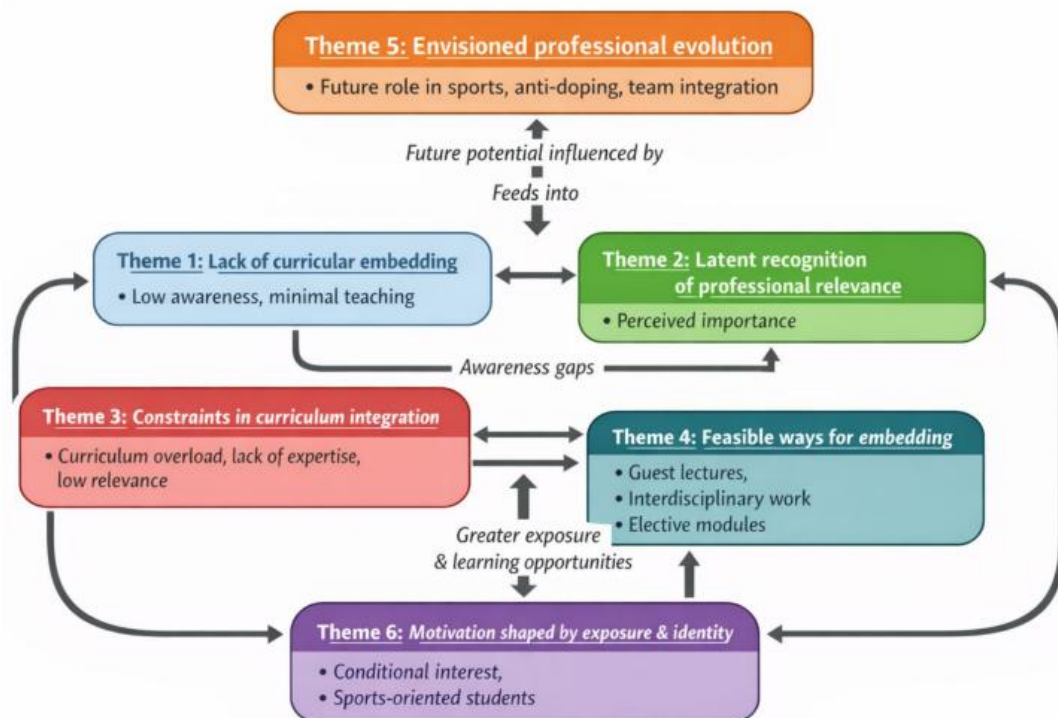 Theme 5: Envisioned professional evolution
• Future role in sports, anti-doping, team integration
Future potential influenced by
Feeds into
Theme 1: Lack of curricular embedding
• Low awareness, minimal teaching
Theme 2: Latent recognition
of professional relevance
• Perceived importance
Awareness gaps
Theme 3: Constraints in curriculum integration
• Curriculum overload, lack of expertise,
low relevance
Theme 4: Feasible ways for embedding
• Guest lectures,
• Interdisciplinary work
• Elective modules
Greater exposure
& learning opportunities
Theme 6: Motivation shaped by exposure & identity
• Conditional interest,
• Sports-oriented students